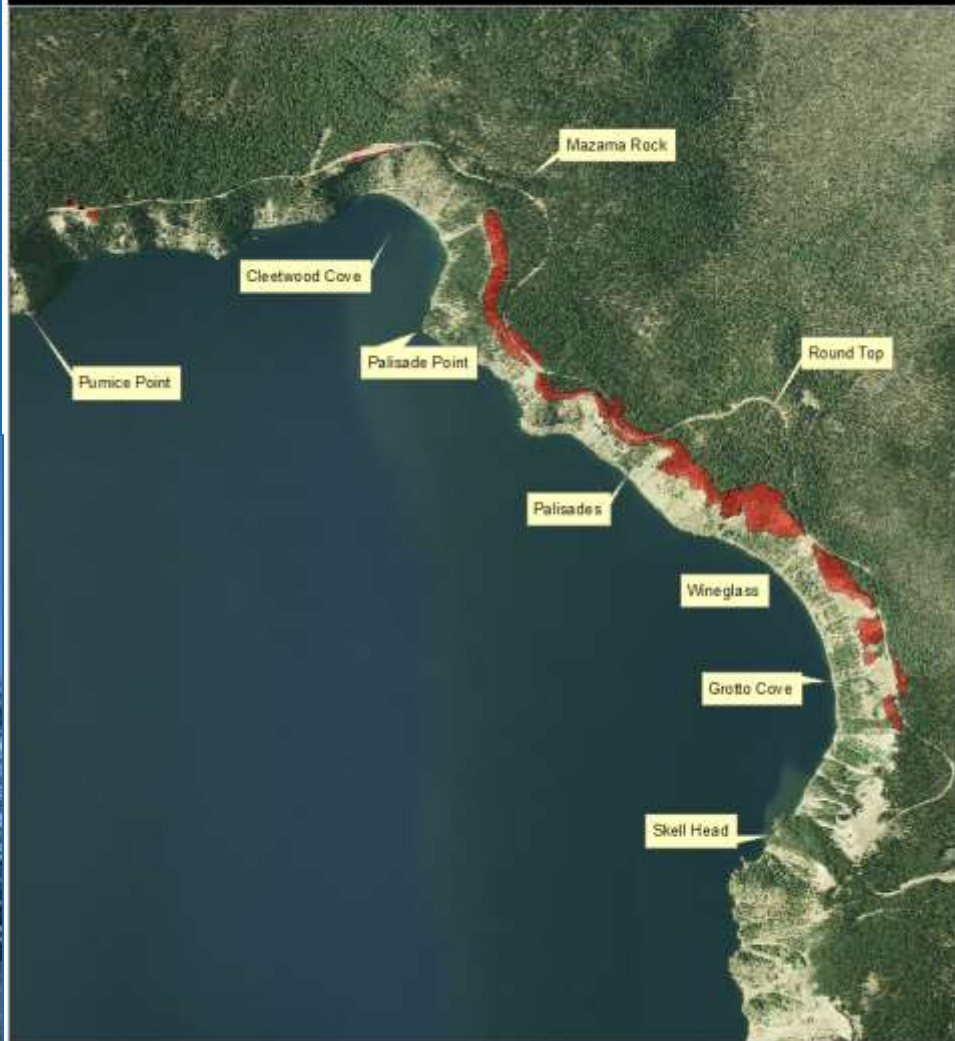 Mazama Rock
Cleetwood Cove
Palisade Point
Round Top
Pumice Point
Palisades
Wineglass
Grotto Cove
Skell Head